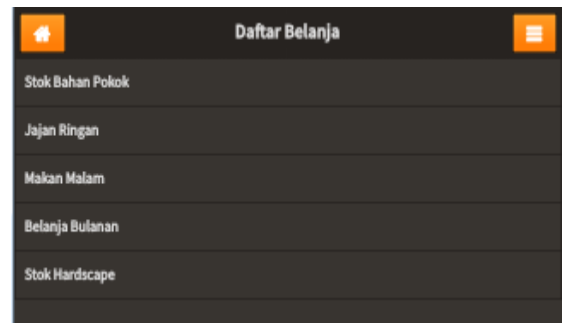 Daftar Belanja
Stok Bahan Pokok
Jajan Ringan
Makan Malam
Belanja Bulanan
Stok Hardscape